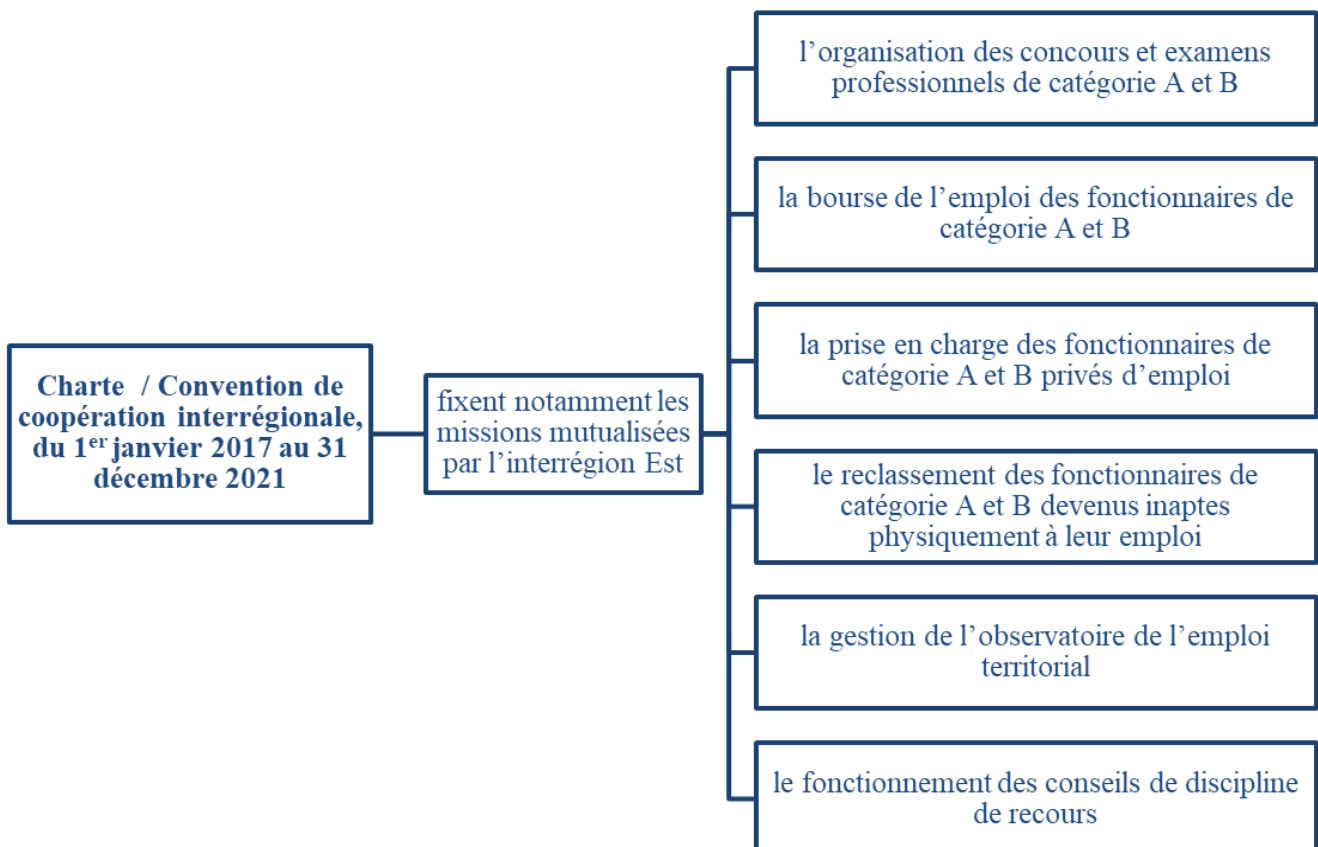 Charte / Convention de
coopération interrégionale,
du 1er janvier 2017 au 31
décembre 2021
fixent notamment les
missions mutualisées
par l’interrégion Est
l’organisation des concours et examens
professionnels de catégorie A et B
la bourse de l’emploi des fonctionnaires de
catégorie A et B
la prise en charge des fonctionnaires de
catégorie A et B privés d’emploi
le reclassement des fonctionnaires de
catégorie A et B devenus inaptes
physiquement à leur emploi
la gestion de l’observatoire de l’emploi
territorial
le fonctionnement des conseils de discipline
de recours